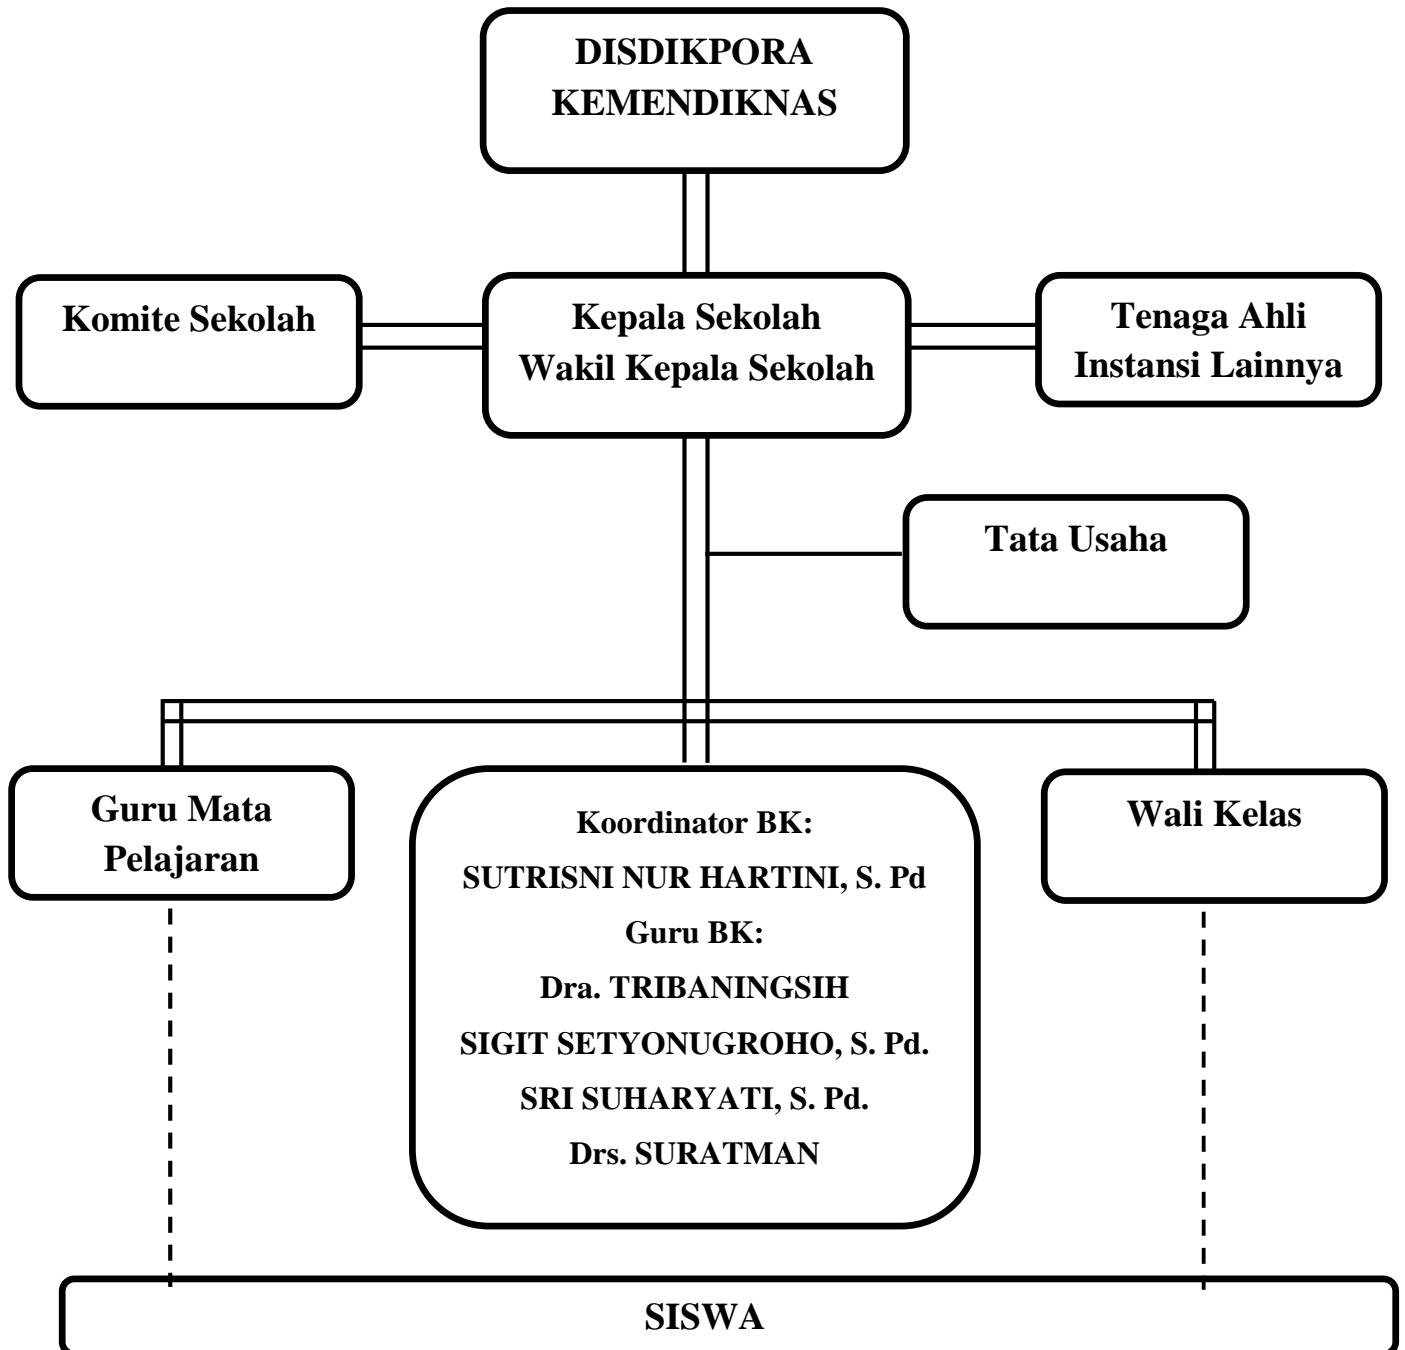 DISDIKPORA
KEMENDIKNAS
Komite Sekolah
Kepala Sekolah
Wakil Kepala Sekolah
Tenaga Ahli
Instansi Lainnya
Tata Usaha
Guru Mata
Pelajaran
Koordinator BK:
SUTRISNI NUR HARTINI, S. Pd
Guru BK:
Dra. TRIBANINGSIH
SIGIT SETYONUGROHO, S. Pd.
SRI SUHARYATI, S. Pd.
Drs. SURATMAN
Wali Kelas
SISWA